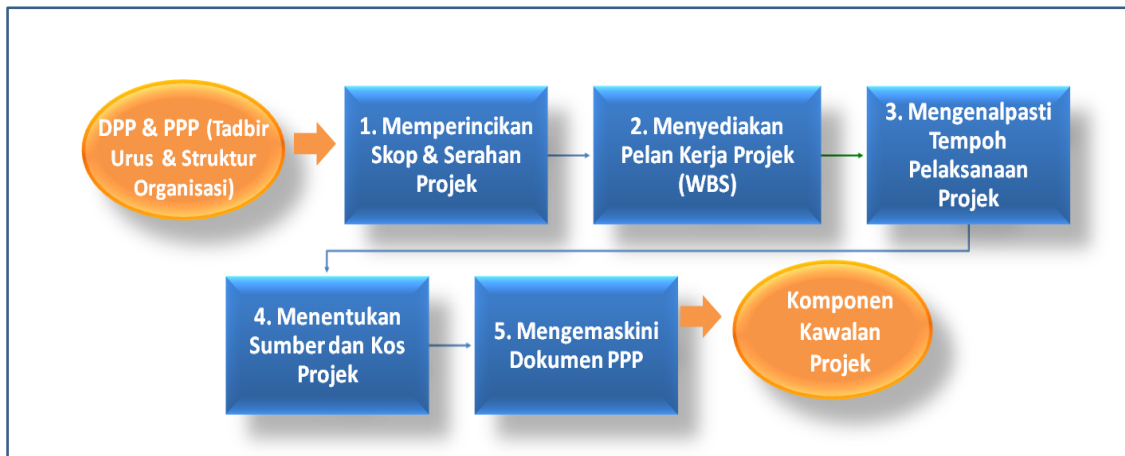 DPP & PPP (Tadbir
Urus & Struktur
Organisasi)
1. Memperincikan
Skop & Serahan
Projek
2. Menyediakan
Pelan Kerja Projek
(WBS)
3. Mengenalpasti
Tempoh
Pelaksanaan
Projek
4. Menentukan
Sumber dan Kos
Projek
5. Mengemaskini
Dokumen PPP
Komponen
Kawalan
Projek